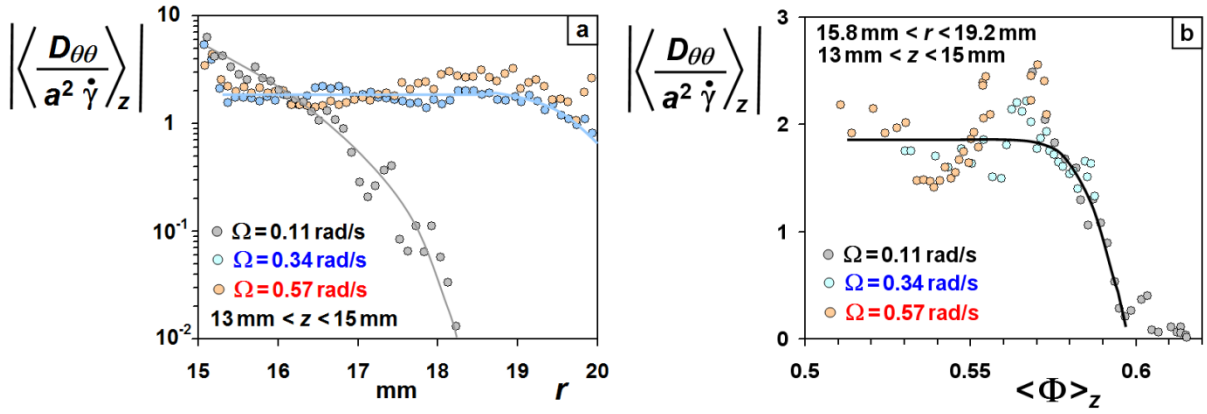 |⟨ Dθθ / a² γ̇ ⟩z|
10
1
10⁻¹
10⁻²
a
Ω = 0.11 rad/s
Ω = 0.34 rad/s
Ω = 0.57 rad/s
13 mm < z < 15 mm
15 16 17 18 19 20
mm r
|⟨ Dθθ / a² γ̇ ⟩z|
3
2
1
0
15.8 mm < r < 19.2 mm
13 mm < z < 15 mm
b
Ω = 0.11 rad/s
Ω = 0.34 rad/s
Ω = 0.57 rad/s
0.5 0.55 0.6
<Φ>z